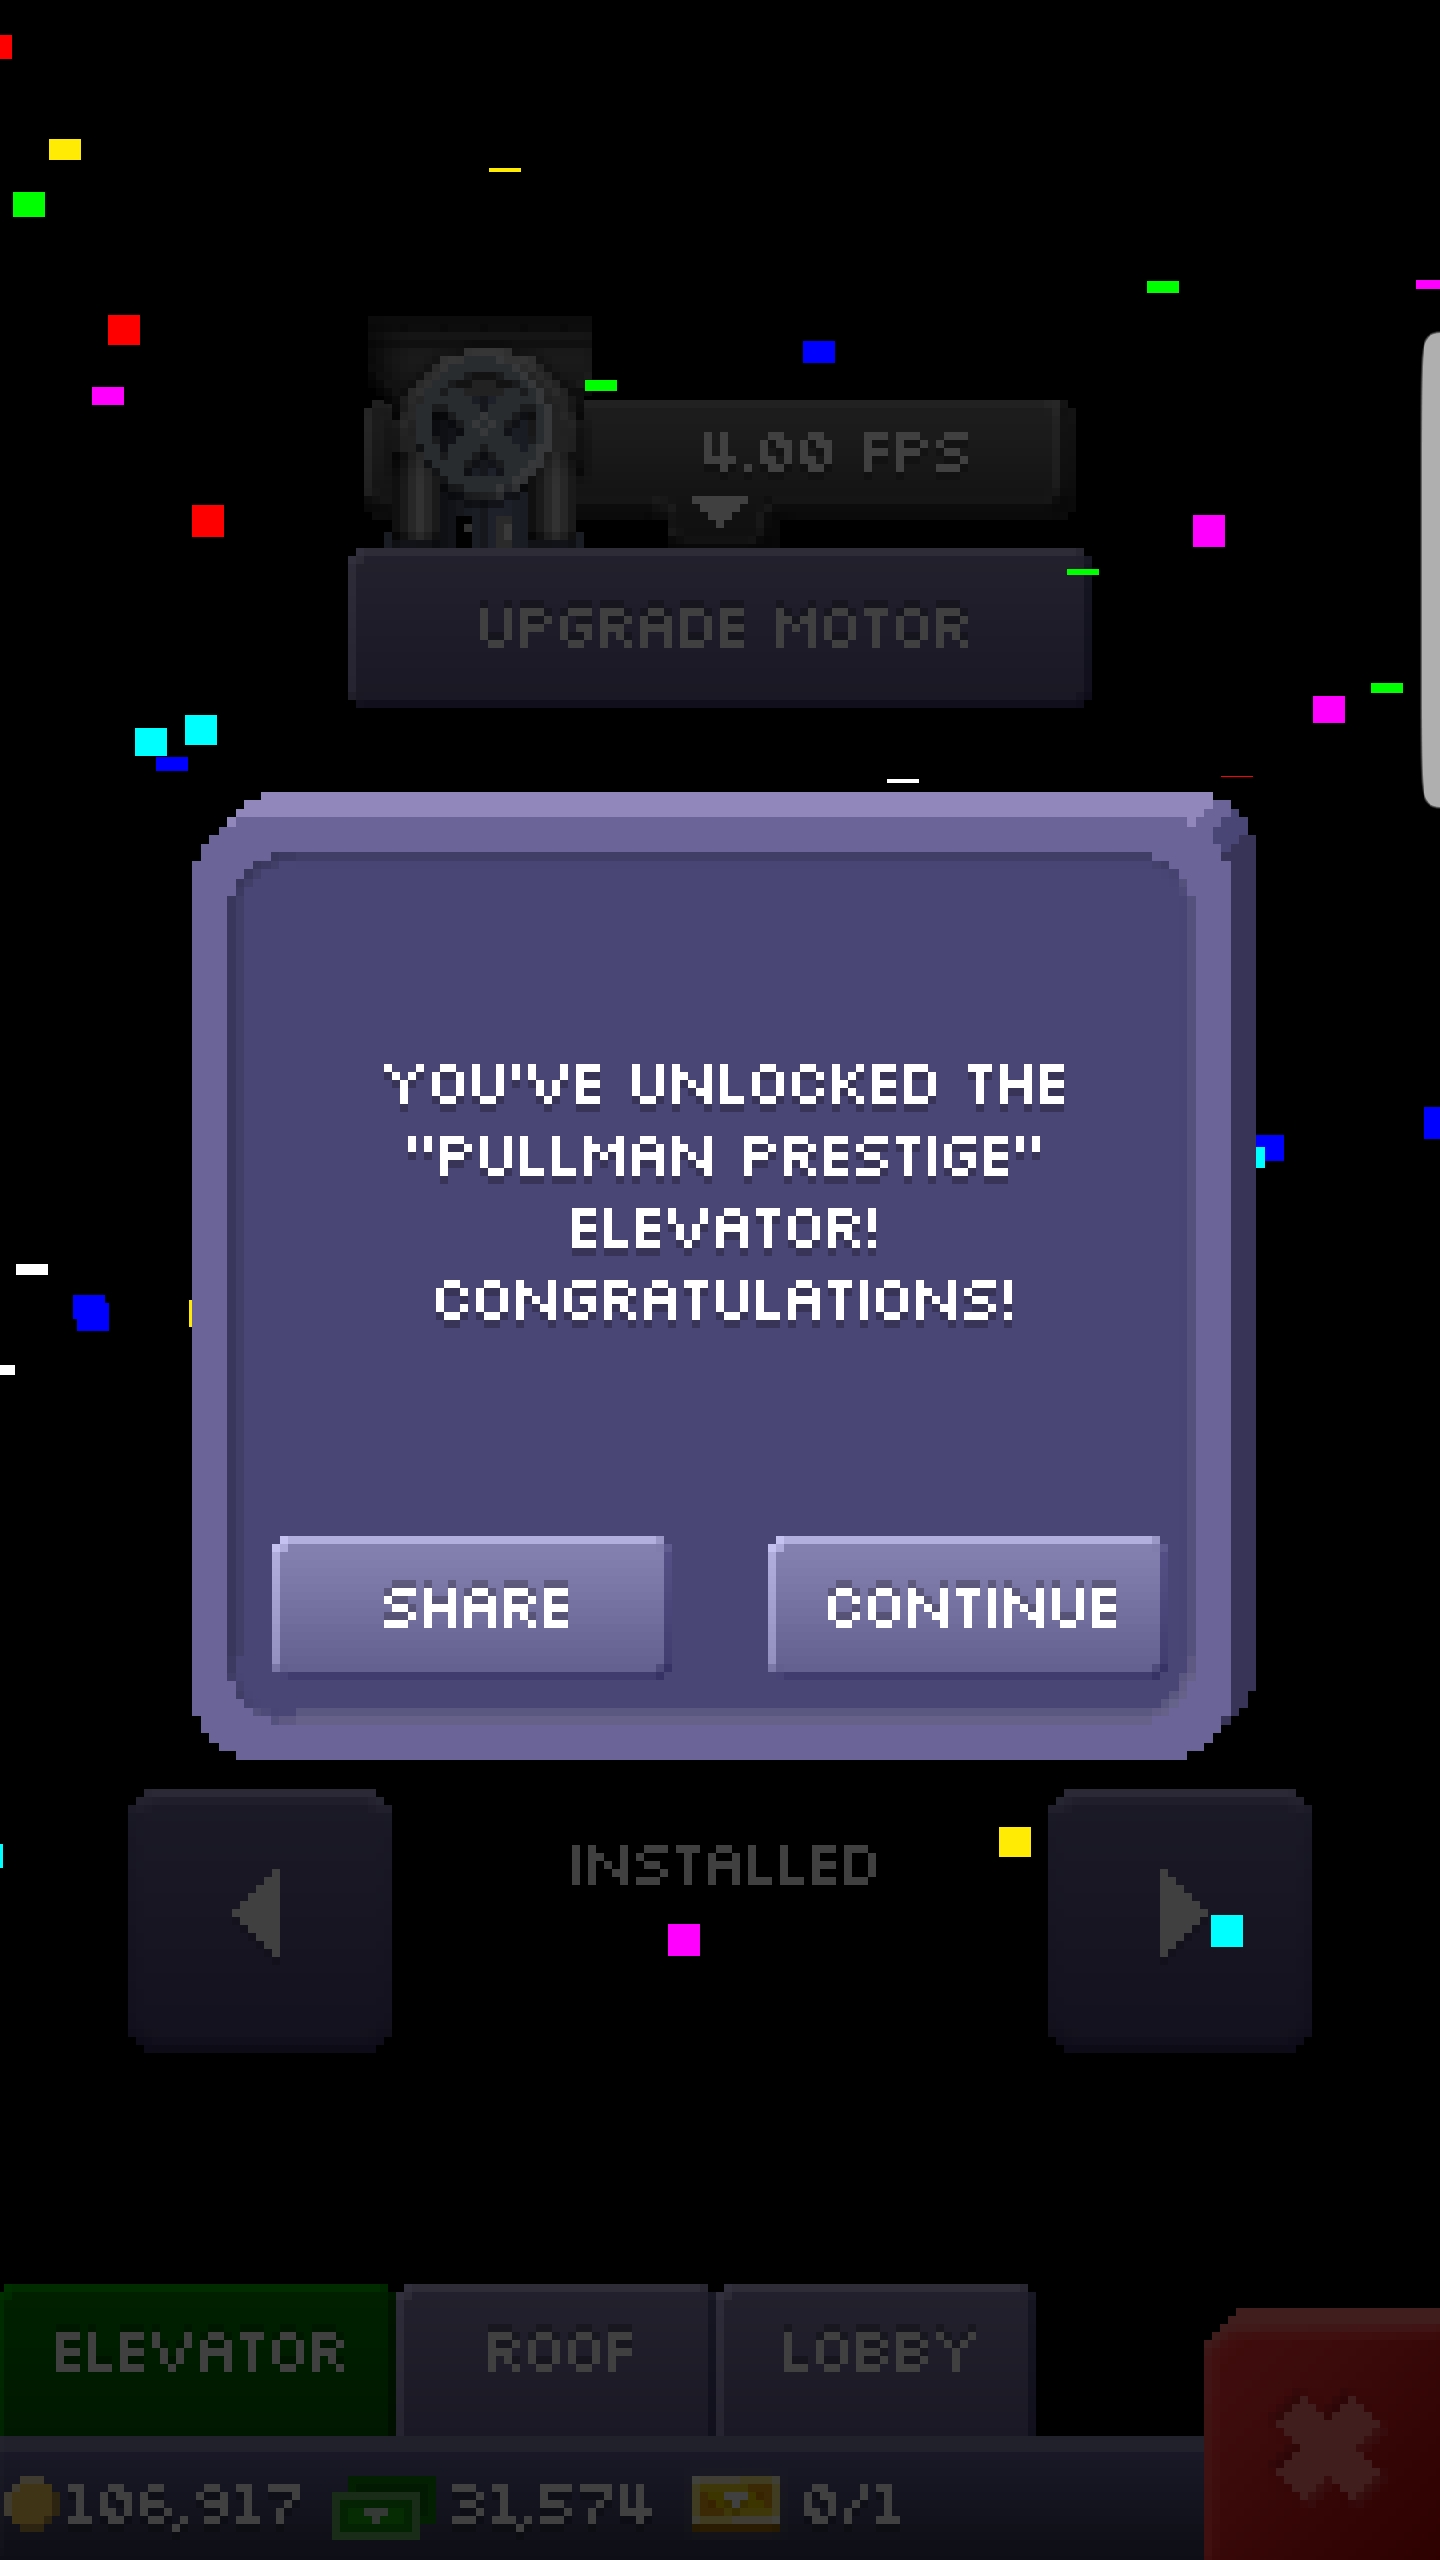 4.00 FPS
UPGRADE MOTOR
YOU'VE UNLOCKED THE
"PULLMAN PRESTIGE"
ELEVATOR!
CONGRATULATIONS!
SHARE CONTINUE
INSTALLED
ELEVATOR ROOF LOBBY
106,917 31,574 0/1